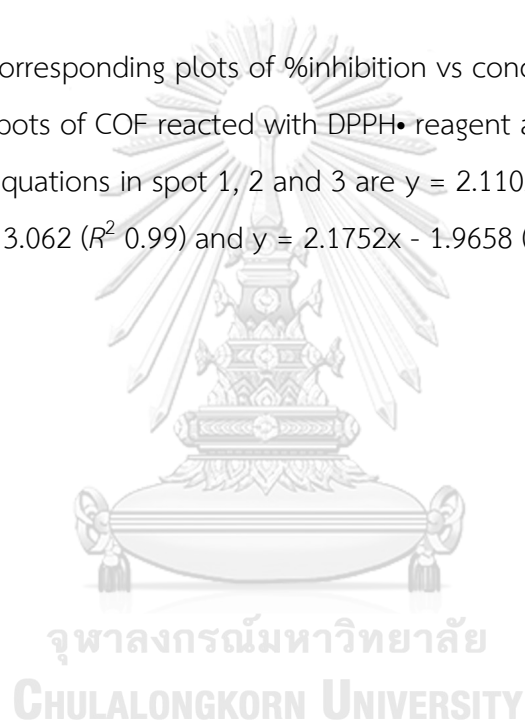 orresponding plots of %inhibition vs conc
pots of COF reacted with DPPH• reagent a
quations in spot 1, 2 and 3 are y = 2.110
3.062 (R² 0.99) and y = 2.1752x - 1.9658 (
จุฬาลงกรณ์มหาวิทยาลัย
CHULALONGKORN UNIVERSITY